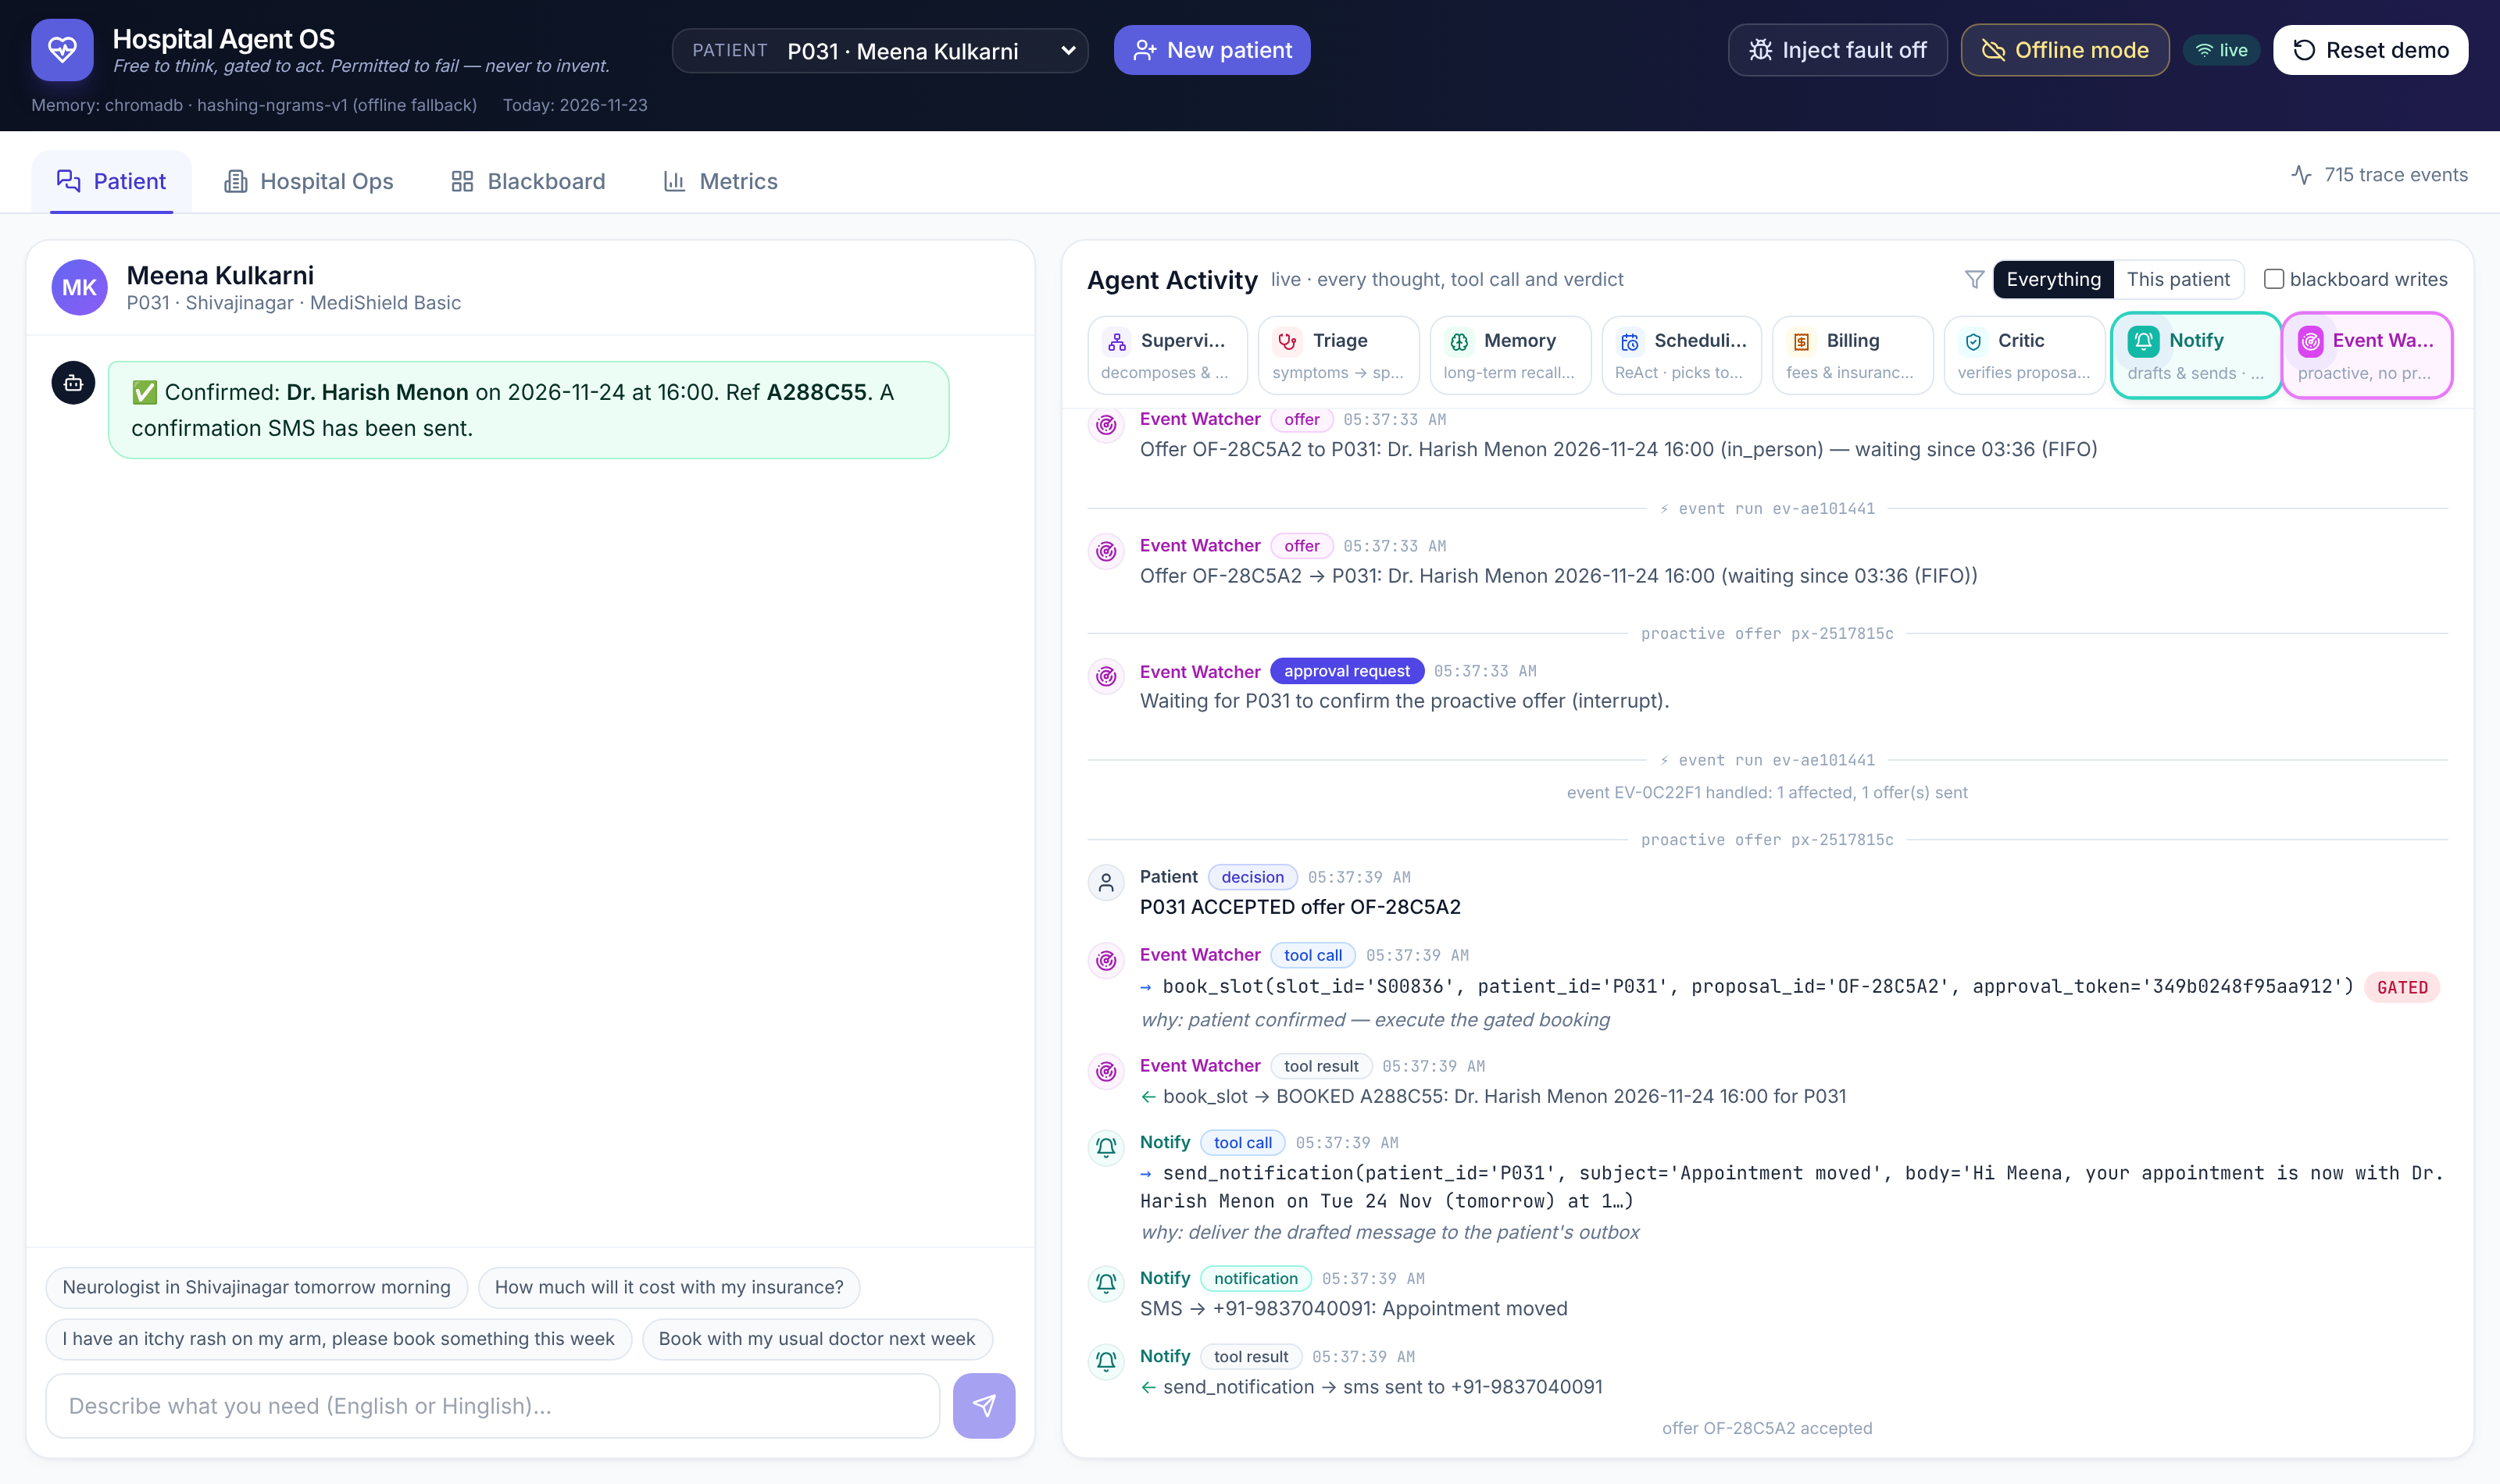 Hospital Agent OS
Free to think, gated to act. Permitted to fail — never to invent.
PATIENT P031 · Meena Kulkarni
New patient
Inject fault off
Offline mode
live
Reset demo
Memory: chromadb · hashing-ngrams-v1 (offline fallback) Today: 2026-11-23
Patient
Hospital Ops
Blackboard
Metrics
715 trace events
MK
Meena Kulkarni
P031 · Shivajinagar · MediShield Basic
✅ Confirmed: Dr. Harish Menon on 2026-11-24 at 16:00. Ref A288C55. A
confirmation SMS has been sent.
Neurologist in Shivajinagar tomorrow morning
How much will it cost with my insurance?
I have an itchy rash on my arm, please book something this week
Book with my usual doctor next week
Describe what you need (English or Hinglish)...
Agent Activity live · every thought, tool call and verdict
Everything
This patient
blackboard writes
Supervi...
decomposes & ...
Triage
symptoms → sp...
Memory
long-term recall...
Scheduli...
ReAct · picks to...
Billing
fees & insuranc...
Critic
verifies proposa...
Notify
drafts & sends · ...
Event Wa...
proactive, no pr...
Event Watcher offer 05:37:33 AM
Offer OF-28C5A2 to P031: Dr. Harish Menon 2026-11-24 16:00 (in_person) — waiting since 03:36 (FIFO)
⚡ event run ev-ae101441
Event Watcher offer 05:37:33 AM
Offer OF-28C5A2 → P031: Dr. Harish Menon 2026-11-24 16:00 (waiting since 03:36 (FIFO))
proactive offer px-2517815c
Event Watcher approval request 05:37:33 AM
Waiting for P031 to confirm the proactive offer (interrupt).
⚡ event run ev-ae101441
event EV-0C22F1 handled: 1 affected, 1 offer(s) sent
proactive offer px-2517815c
Patient decision 05:37:39 AM
P031 ACCEPTED offer OF-28C5A2
Event Watcher tool call 05:37:39 AM
→ book_slot(slot_id='S00836', patient_id='P031', proposal_id='OF-28C5A2', approval_token='349b0248f95aa912') GATED
why: patient confirmed — execute the gated booking
Event Watcher tool result 05:37:39 AM
← book_slot → BOOKED A288C55: Dr. Harish Menon 2026-11-24 16:00 for P031
Notify tool call 05:37:39 AM
→ send_notification(patient_id='P031', subject='Appointment moved', body='Hi Meena, your appointment is now with Dr.
Harish Menon on Tue 24 Nov (tomorrow) at 1…)
why: deliver the drafted message to the patient's outbox
Notify notification 05:37:39 AM
SMS → +91-9837040091: Appointment moved
Notify tool result 05:37:39 AM
← send_notification → sms sent to +91-9837040091
offer OF-28C5A2 accepted